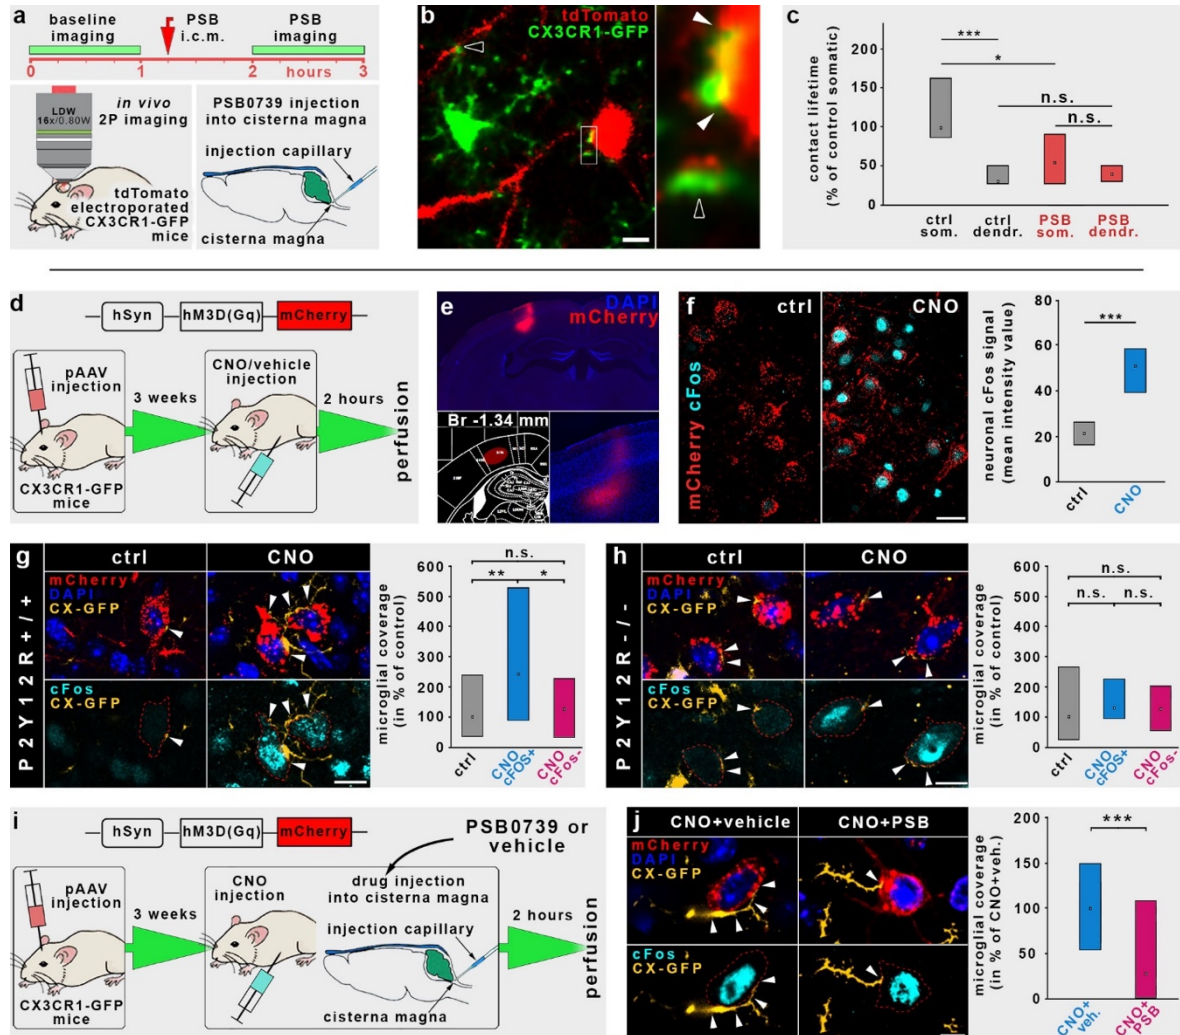 a
baseline
imaging
PSB
i.c.m.
PSB
imaging
0
1
2
3
hours
LDW
16x/0.80W
in vivo
2P imaging
tdTomato
electroporated
CX3CR1-GFP
mice
PSB0739 injection
into cisterna magna
injection capillary
cisterna magna
b
tdTomato
CX3CR1-GFP
c
contact lifetime
(% of control somatic)
200
150
100
50
0
***
*
n.s.
n.s.
ctrl
som.
ctrl
dendr.
PSB
som.
PSB
dendr.
d
hSyn
hM3D(Gq)
mCherry
pAAV
injection
CX3CR1-GFP
mice
3 weeks
CNO/vehicle
injection
2 hours
perfusion
e
DAPI
mCherry
Br -1.34 mm
f
ctrl
CNO
mCherry cFos
neuronal cFos signal
(mean intensity value)
80
60
40
20
0
***
ctrl
CNO
g
P2Y12R+/+
ctrl
CNO
mCherry
DAPI
CX-GFP
cFos
CX-GFP
microglial coverage
(in % of control)
600
500
400
300
200
100
0
n.s.
**
*
ctrl
CNO
cFOS+
CNO
cFOS-
h
P2Y12R-/-
ctrl
CNO
mCherry
DAPI
CX-GFP
cFos
CX-GFP
microglial coverage
(in % of control)
600
500
400
300
200
100
0
n.s.
n.s.
n.s.
ctrl
CNO
cFOS+
CNO
cFOS-
i
hSyn
hM3D(Gq)
mCherry
PSB0739 or
vehicle
pAAV
injection
CX3CR1-GFP
mice
3 weeks
CNO
injection
drug injection
into cisterna magna
injection capillary
cisterna magna
2 hours
perfusion
j
CNO+vehicle
CNO+PSB
mCherry
DAPI
CX-GFP
cFos
CX-GFP
microglial coverage
(in % of CNO+veh.)
200
150
100
50
0
***
CNO+
veh.
CNO+
PSB